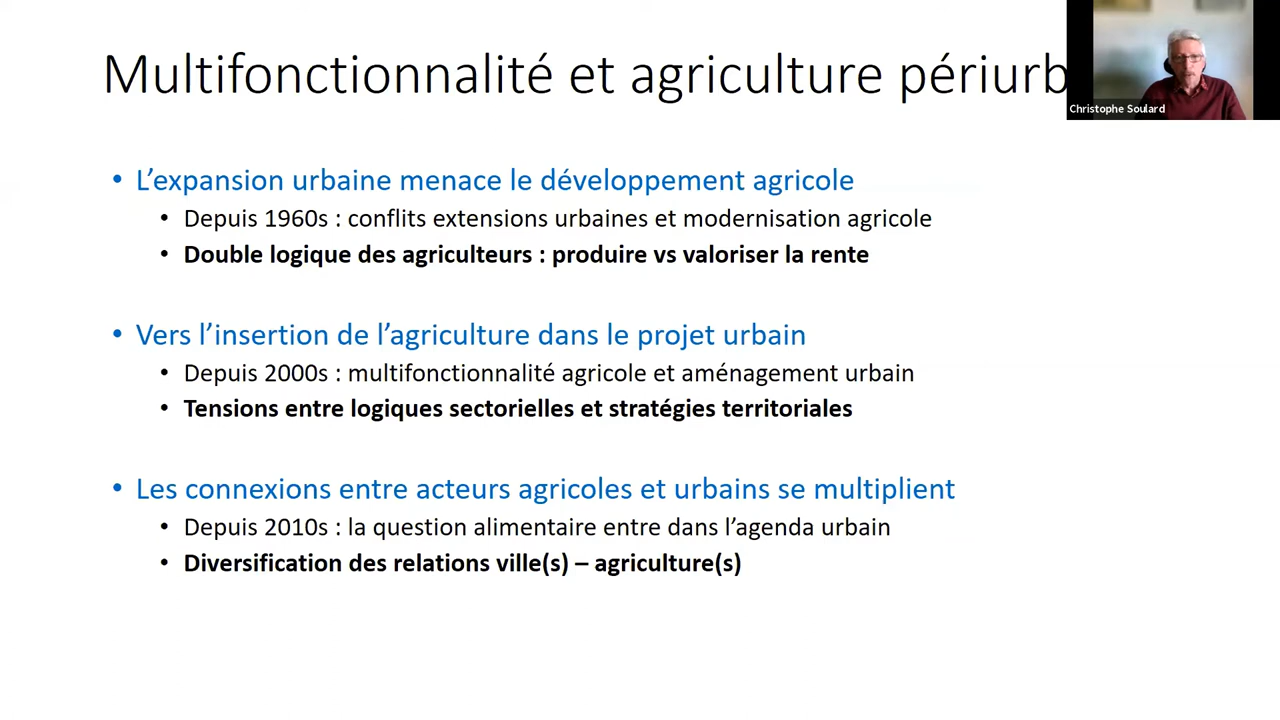 Multifonctionnalité et agriculture périurb
Christophe Soulard
• L’expansion urbaine menace le développement agricole
• Depuis 1960s : conflits extensions urbaines et modernisation agricole
• Double logique des agriculteurs : produire vs valoriser la rente
• Vers l’insertion de l’agriculture dans le projet urbain
• Depuis 2000s : multifonctionnalité agricole et aménagement urbain
• Tensions entre logiques sectorielles et stratégies territoriales
• Les connexions entre acteurs agricoles et urbains se multiplient
• Depuis 2010s : la question alimentaire entre dans l’agenda urbain
• Diversification des relations ville(s) – agriculture(s)